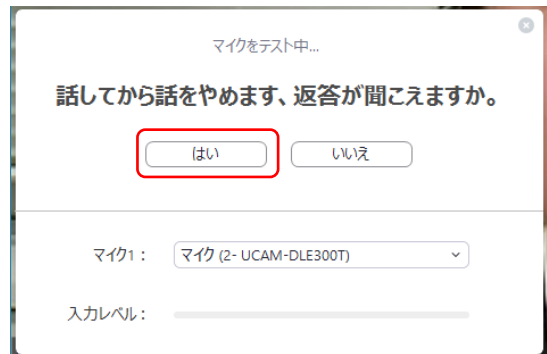 マイクをテスト中...
話してから話をやめます、返答が聞こえますか。
はい いいえ
マイク1： マイク (2- UCAM-DLE300T)
入力レベル：